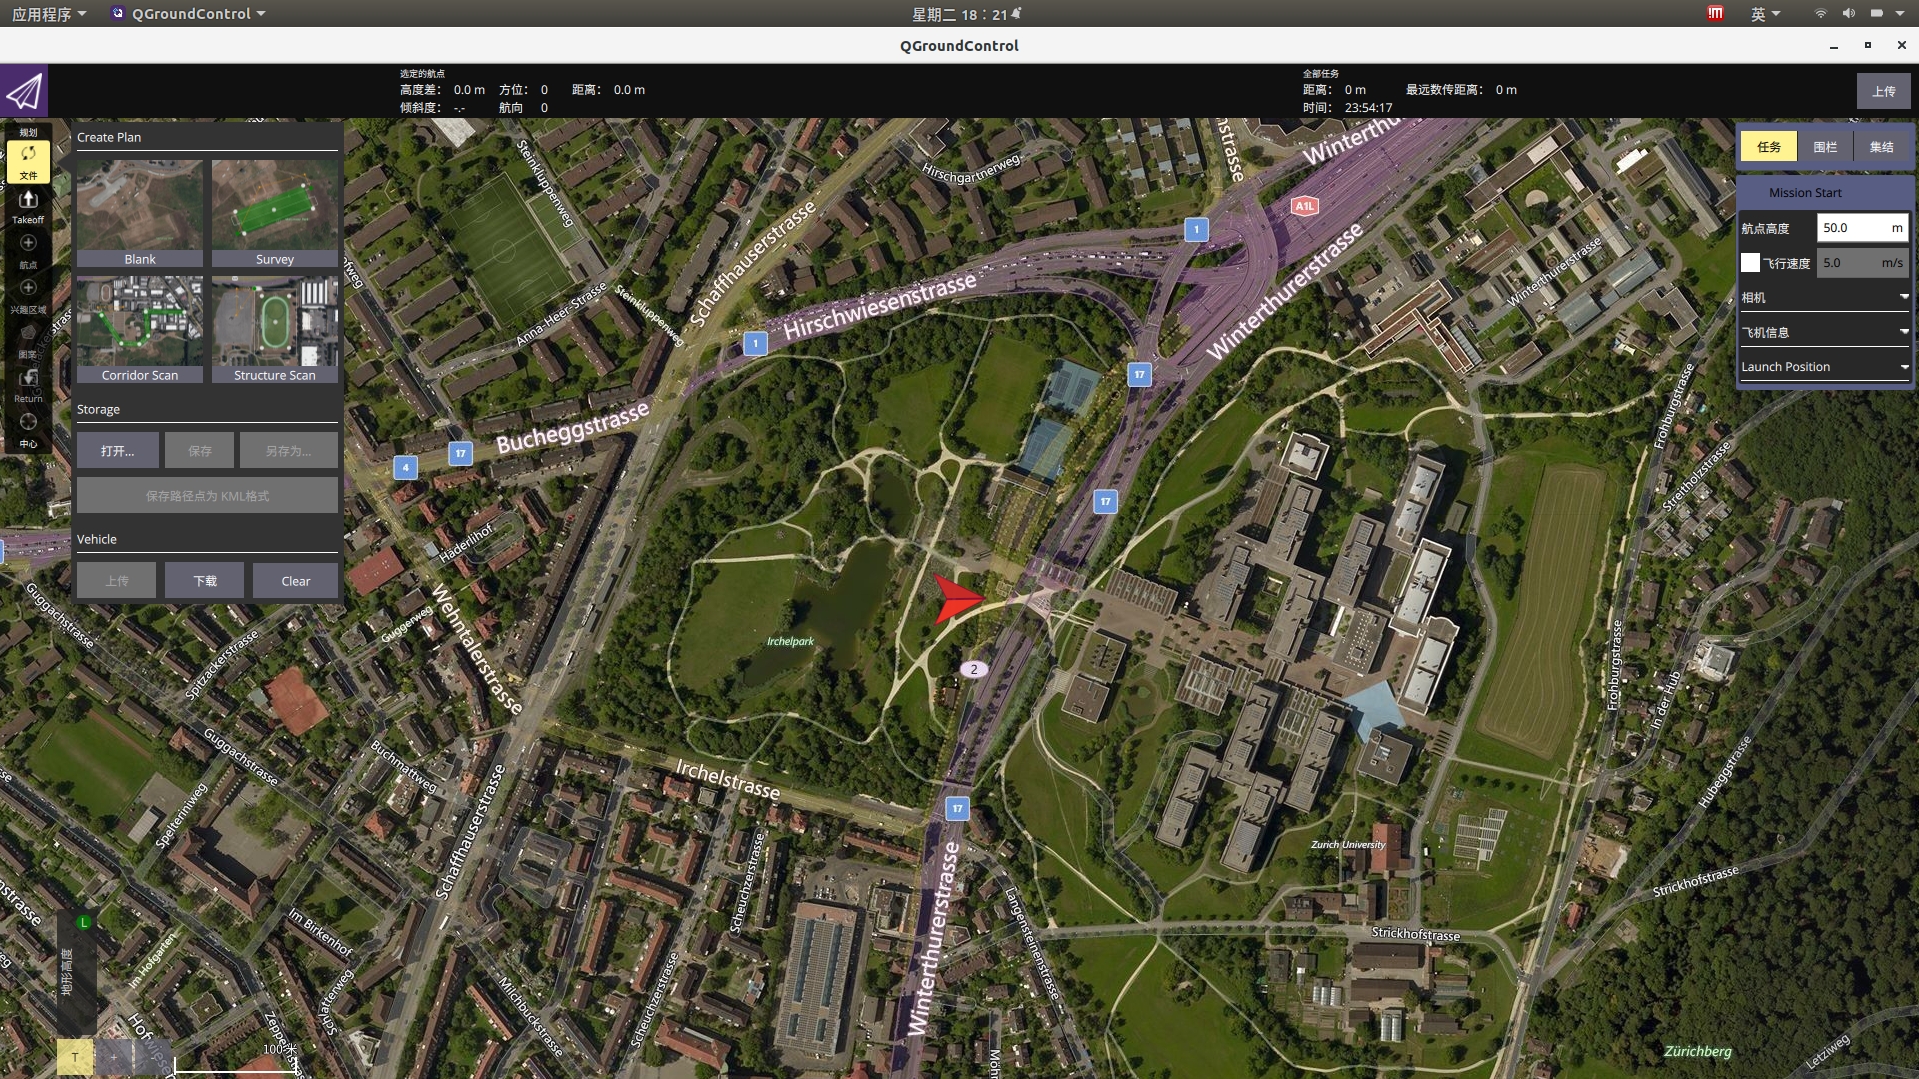 应用程序
QGroundControl
星期二 18：21
英
QGroundControl
选定的航点
高度差： 0.0 m 方位： 0 距离： 0.0 m
倾斜度： -.- 航向 0
全部任务
距离： 0 m 最远数传距离： 0 m
时间： 23:54:17
上传
规划
文件
Takeoff
航点
兴趣区域
图案
Return
中心
Create Plan
Blank
Survey
Corridor Scan
Structure Scan
Storage
打开...
保存
另存为...
保存路径点为 KML格式
Vehicle
上传
下载
Clear
任务
围栏
集结
Mission Start
航点高度
50.0 m
飞行速度
5.0 m/s
相机
飞机信息
Launch Position
Steinkluppenweg
Hirschgartnerweg
A1L
1
Schaffhauserstrasse
Winterthurerstrasse
Winterthurerstrasse
Hirschwiesenstrasse
Anna-Heer-Strasse
Steinkluppenweg
1
17
Bucheggstrasse
17
4
17
Frohburgstrasse
Streitholzstrasse
Haderlihof
Guggachstrasse
Wehntalerstrasse
Guggerweg
Spitzackerstrasse
Irchelpark
2
Frohburgstrasse
In der Hub
Guggachstrasse
Buchmattweg
Irchelstrasse
Hubeggstrasse
Speltiriniweg
Schaffhauserstrasse
17
Zurich University
Scheuchzerstrasse
Winterthurerstrasse
Langensteinenstrasse
Strickhofstrasse
Strickhofstrasse
Im Birkenhof
Im Hofgarten
L
地形高度
Milchbuckstrasse
Scheuchzerstrasse
T
+
100 米
Zürichberg
Letziweg